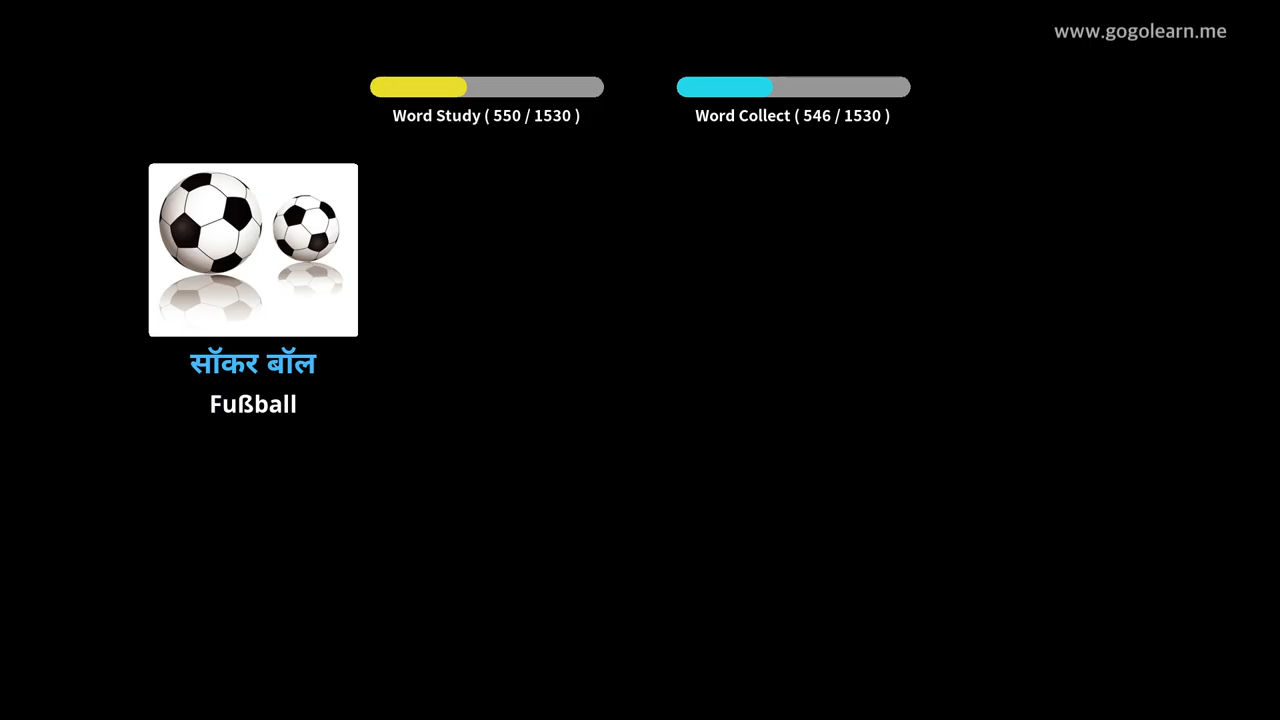 www.gogolearn.me
Word Study ( 550 / 1530 )
Word Collect ( 546 / 1530 )
सॉकर बॉल
Fußball